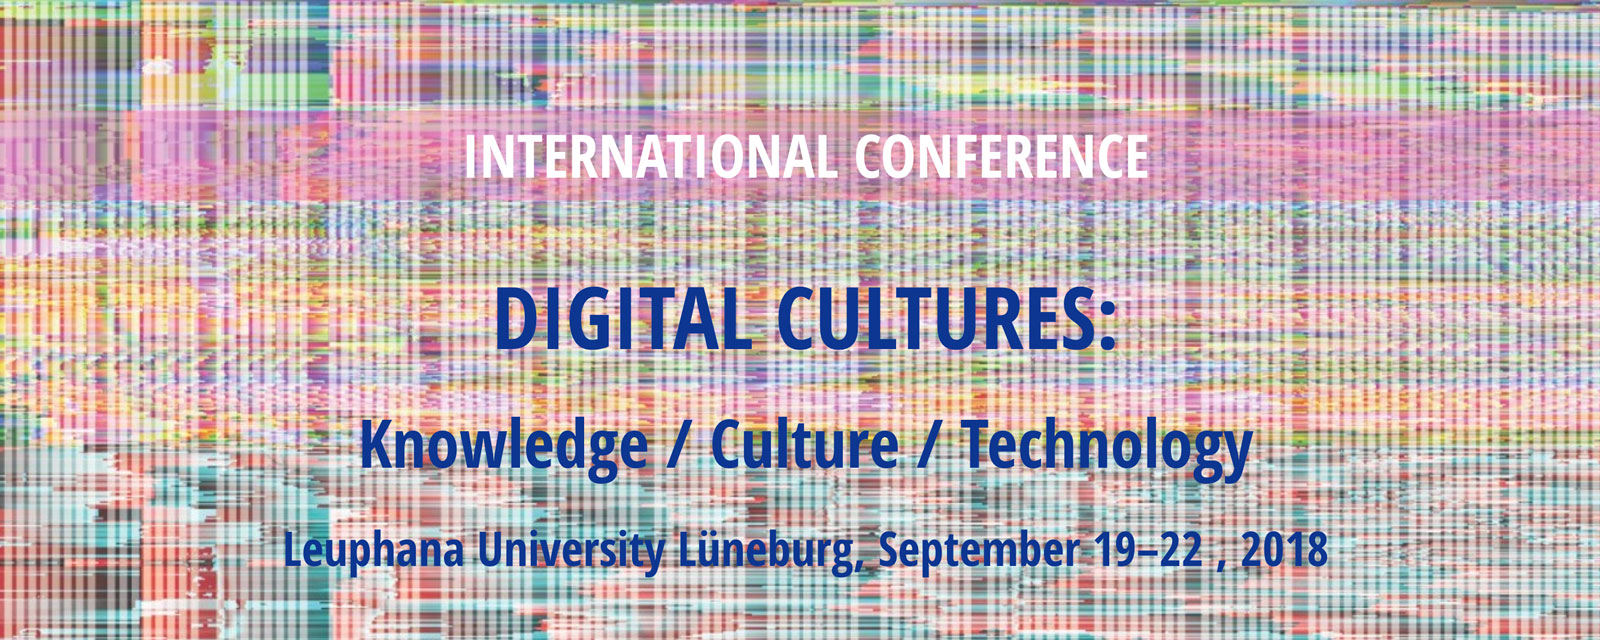 INTERNATIONAL CONFERENCE
DIGITAL CULTURES:
Knowledge / Culture / Technology
Leuphana University Lüneburg, September 19–22 , 2018